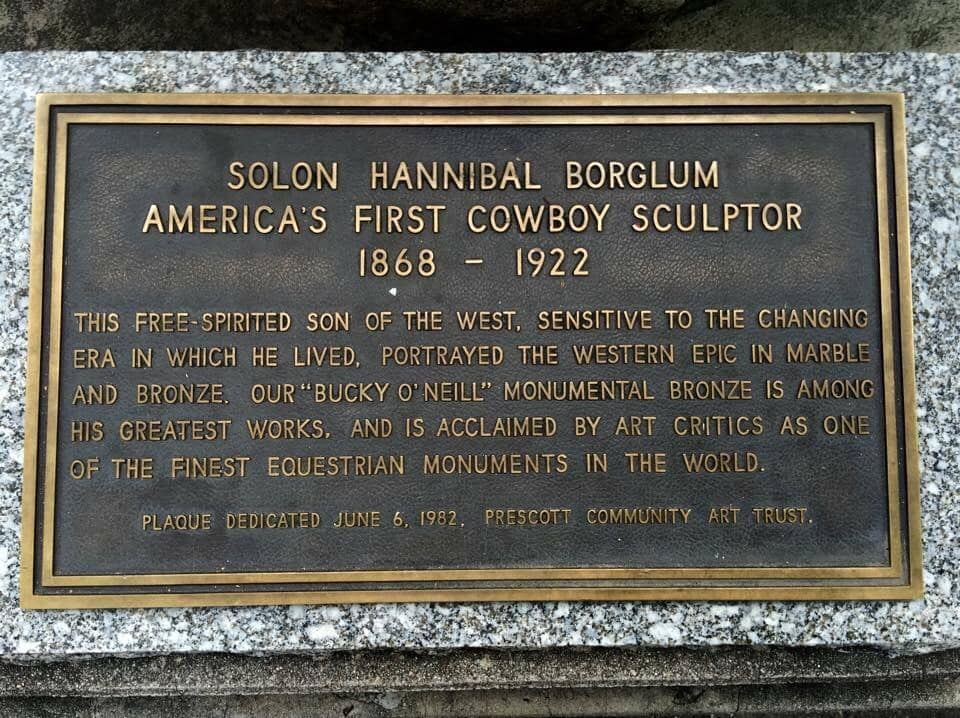 SOLON HANNIBAL BORGLUM
AMERICA'S FIRST COWBOY SCULPTOR
1868 - 1922
THIS FREE-SPIRITED SON OF THE WEST, SENSITIVE TO THE CHANGING
ERA IN WHICH HE LIVED, PORTRAYED THE WESTERN EPIC IN MARBLE
AND BRONZE. OUR "BUCKY O'NEILL" MONUMENTAL BRONZE IS AMONG
HIS GREATEST WORKS, AND IS ACCLAIMED BY ART CRITICS AS ONE
OF THE FINEST EQUESTRIAN MONUMENTS IN THE WORLD.
PLAQUE DEDICATED JUNE 6, 1982, PRESCOTT COMMUNITY ART TRUST.